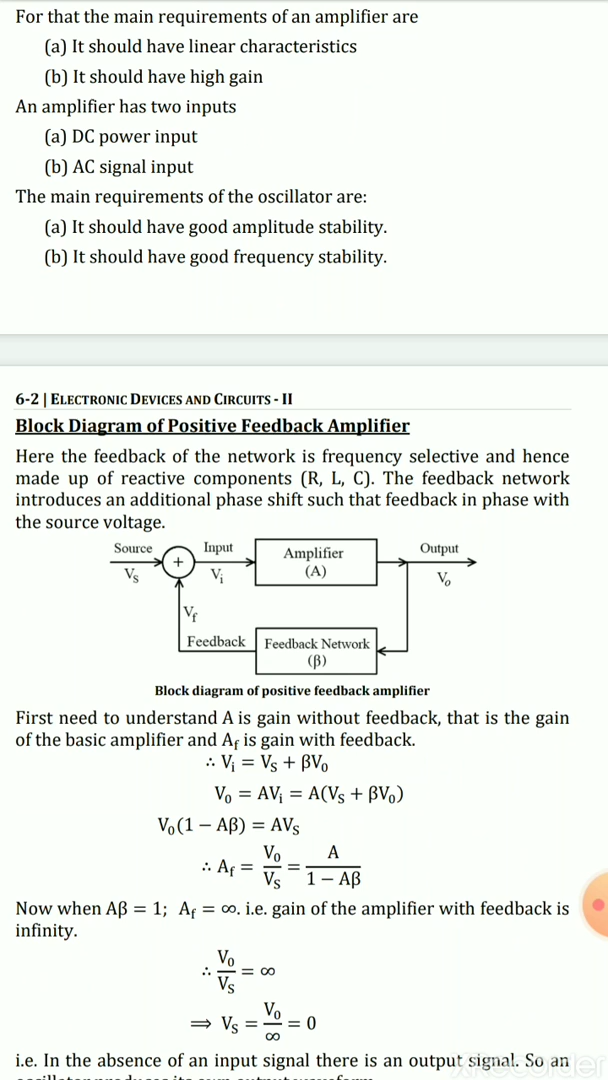 For that the main requirements of an amplifier are
(a) It should have linear characteristics
(b) It should have high gain
An amplifier has two inputs
(a) DC power input
(b) AC signal input
The main requirements of the oscillator are:
(a) It should have good amplitude stability.
(b) It should have good frequency stability.
6-2 | ELECTRONIC DEVICES AND CIRCUITS - II
Block Diagram of Positive Feedback Amplifier
Here the feedback of the network is frequency selective and hence
made up of reactive components (R, L, C). The feedback network
introduces an additional phase shift such that feedback in phase with
the source voltage.
Source
Vs
+
Input
Vi
Amplifier
(A)
Output
Vo
Vf
Feedback
Feedback Network
(β)
Block diagram of positive feedback amplifier
First need to understand A is gain without feedback, that is the gain
of the basic amplifier and Af is gain with feedback.
∴ Vi = VS + βV0
V0 = AVi = A(VS + βV0)
V0(1 − Aβ) = AVS
∴ Af = V0/VS = A/(1 − Aβ)
Now when Aβ = 1; Af = ∞. i.e. gain of the amplifier with feedback is
infinity.
∴ V0/VS = ∞
⟹ VS = V0/∞ = 0
i.e. In the absence of an input signal there is an output signal. So an
XRecorder